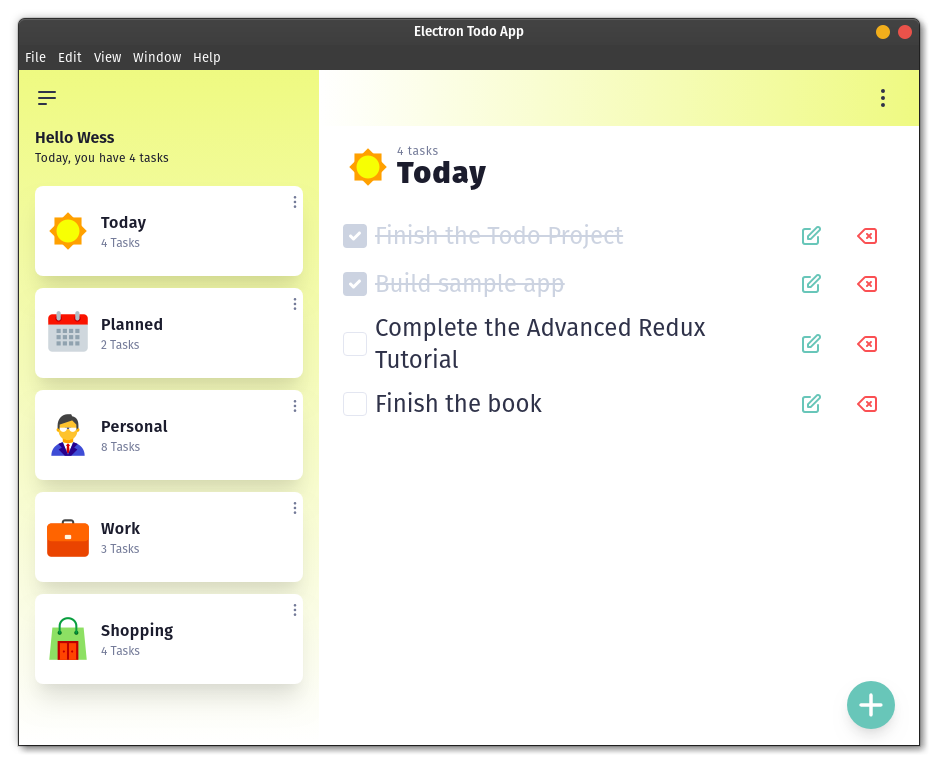 Electron Todo App
File Edit View Window Help
Hello Wess
Today, you have 4 tasks
Today
4 Tasks
Planned
2 Tasks
Personal
8 Tasks
Work
3 Tasks
Shopping
4 Tasks
4 tasks
Today
Finish the Todo Project
Build sample app
Complete the Advanced Redux
Tutorial
Finish the book